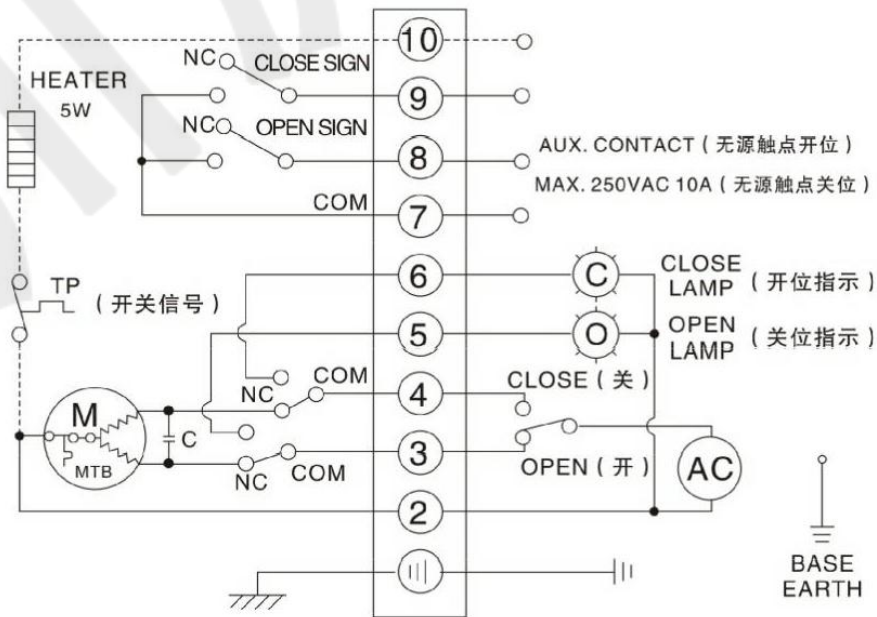 10
NC CLOSE SIGN
HEATER
5W
9
NC OPEN SIGN
8
AUX. CONTACT（无源触点开位）
MAX. 250VAC 10A（无源触点关位）
COM
7
6
C
CLOSE
LAMP（开位指示）
TP（开关信号）
5
O
OPEN
LAMP（关位指示）
COM
4
CLOSE（关）
NC
M
C
MTB
3
COM
NC
OPEN（开）
AC
2
BASE
EARTH